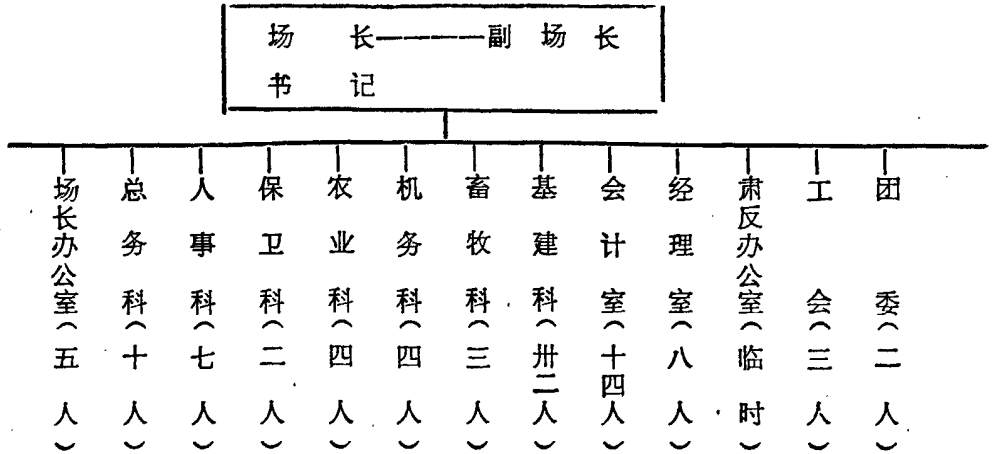 场长————副场长
书记
场长办公室（五人）
总务科（十人）
人事科（七人）
保卫科（二人）
农业科（四人）
机务科（四人）
畜牧科（三人）
基建科（卅二人）
会计室（十四人）
经理室（八人）
肃反办公室（临时）
工会（三人）
团委（二人）